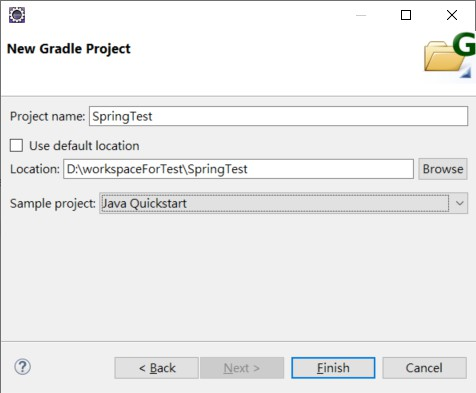 New Gradle Project
G
Project name: SpringTest
Use default location
Location: D:\workspaceForTest\SpringTest Browse
Sample project: Java Quickstart
? < Back Next > Finish Cancel